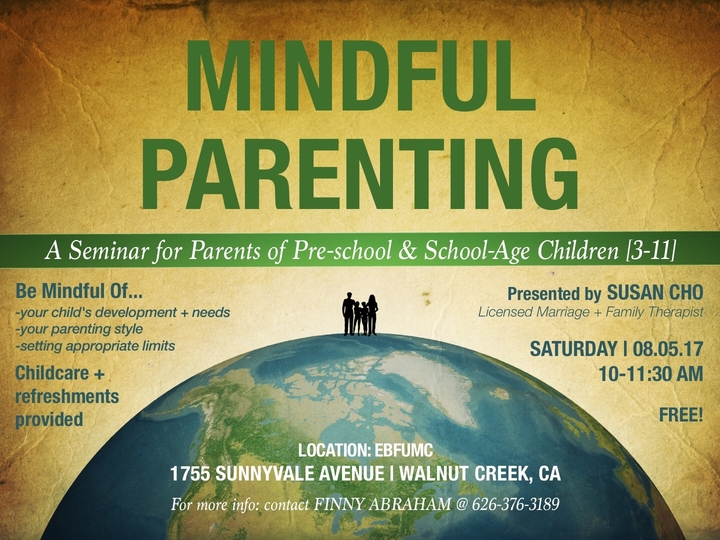 MINDFUL
PARENTING
A Seminar for Parents of Pre-school & School-Age Children [3-11]
Be Mindful Of...
-your child's development + needs
-your parenting style
-setting appropriate limits
Childcare +
refreshments
provided
Presented by SUSAN CHO
Licensed Marriage + Family Therapist
SATURDAY | 08.05.17
10-11:30 AM
FREE!
LOCATION: EBFUMC
1755 SUNNYVALE AVENUE | WALNUT CREEK, CA
For more info: contact FINNY ABRAHAM @ 626-376-3189